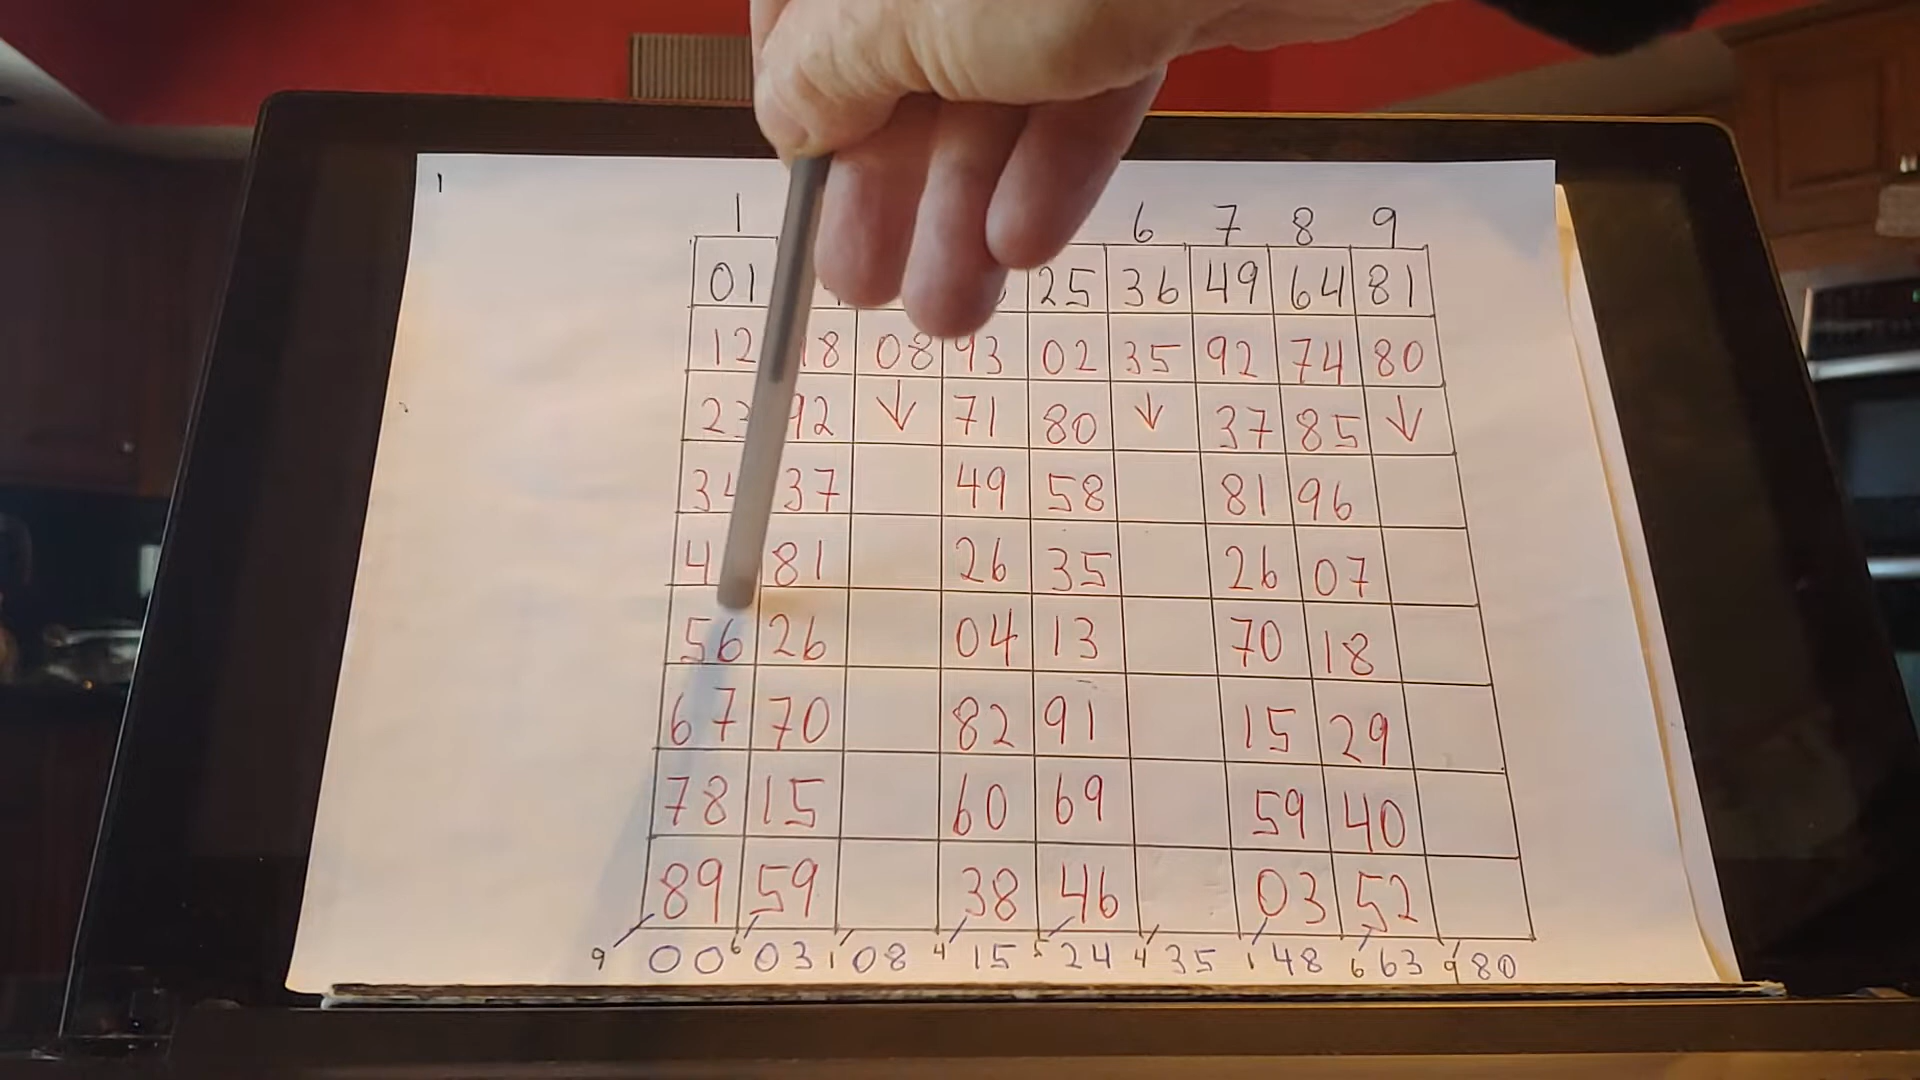 1
1 6 7 8 9
01 25 36 49 64 81
12 18 08 93 02 35 92 74 80
23 92 ↓ 71 80 ↓ 37 85 ↓
34 37 49 58 81 96
4 81 26 35 26 07
56 26 04 13 70 18
67 70 82 91 15 29
78 15 60 69 59 40
89 59 38 46 03 52
9 00 6 03 1 08 4 15 5 24 4 35 1 48 6 63 9 80